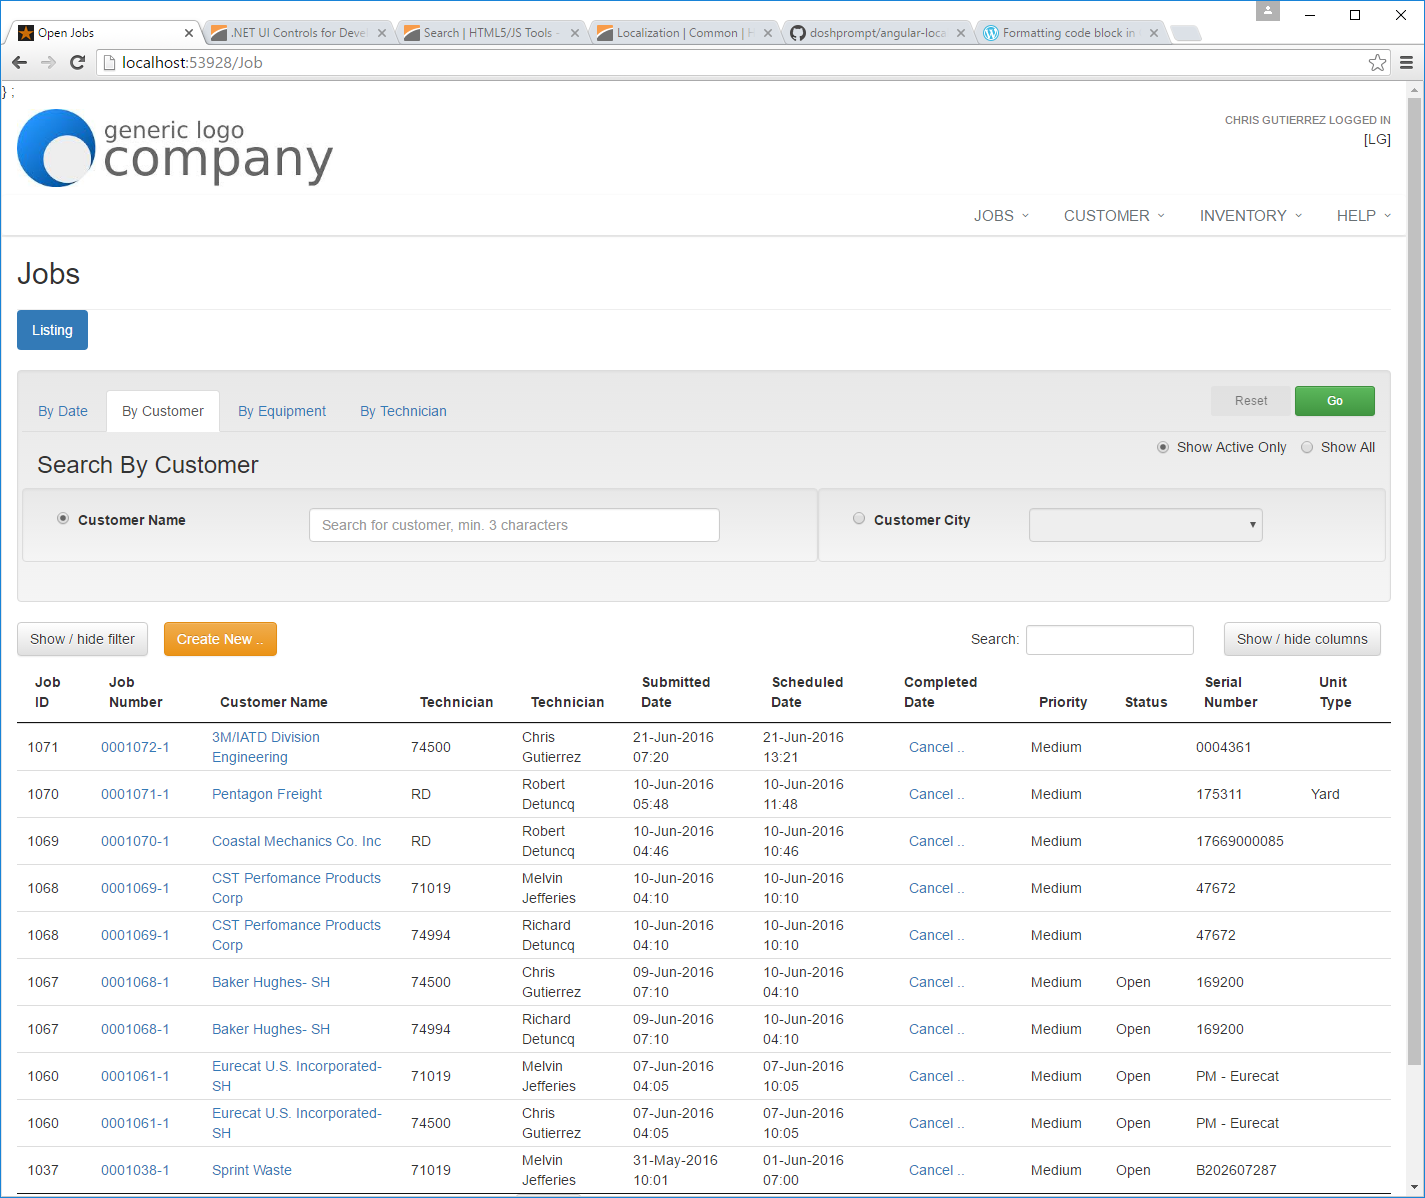 Open Jobs
.NET UI Controls for Deve
Search | HTML5/JS Tools -
Localization | Common | H
doshprompt/angular-loca
Formatting code block in
localhost:53928/Job
} ;
generic logo
company
CHRIS GUTIERREZ LOGGED IN
[LG]
JOBS CUSTOMER INVENTORY HELP
Jobs
Listing
By Date By Customer By Equipment By Technician Reset Go
Show Active Only Show All
Search By Customer
Customer Name Search for customer, min. 3 characters Customer City
Show / hide filter Create New .. Search: Show / hide columns
Job ID Job Number Customer Name Technician Technician Submitted Date Scheduled Date Completed Date Priority Status Serial Number Unit Type
1071 0001072-1 3M/IATD Division Engineering 74500 Chris Gutierrez 21-Jun-2016 07:20 21-Jun-2016 13:21 Cancel .. Medium 0004361
1070 0001071-1 Pentagon Freight RD Robert Detuncq 10-Jun-2016 05:48 10-Jun-2016 11:48 Cancel .. Medium 175311 Yard
1069 0001070-1 Coastal Mechanics Co. Inc RD Robert Detuncq 10-Jun-2016 04:46 10-Jun-2016 10:46 Cancel .. Medium 17669000085
1068 0001069-1 CST Perfomance Products Corp 71019 Melvin Jefferies 10-Jun-2016 04:10 10-Jun-2016 10:10 Cancel .. Medium 47672
1068 0001069-1 CST Perfomance Products Corp 74994 Richard Detuncq 10-Jun-2016 04:10 10-Jun-2016 10:10 Cancel .. Medium 47672
1067 0001068-1 Baker Hughes- SH 74500 Chris Gutierrez 09-Jun-2016 07:10 10-Jun-2016 04:10 Cancel .. Medium Open 169200
1067 0001068-1 Baker Hughes- SH 74994 Richard Detuncq 09-Jun-2016 07:10 10-Jun-2016 04:10 Cancel .. Medium Open 169200
1060 0001061-1 Eurecat U.S. Incorporated- SH 71019 Melvin Jefferies 07-Jun-2016 04:05 07-Jun-2016 10:05 Cancel .. Medium Open PM - Eurecat
1060 0001061-1 Eurecat U.S. Incorporated- SH 74500 Chris Gutierrez 07-Jun-2016 04:05 07-Jun-2016 10:05 Cancel .. Medium Open PM - Eurecat
1037 0001038-1 Sprint Waste 71019 Melvin Jefferies 31-May-2016 10:01 01-Jun-2016 07:00 Cancel .. Medium Open B202607287